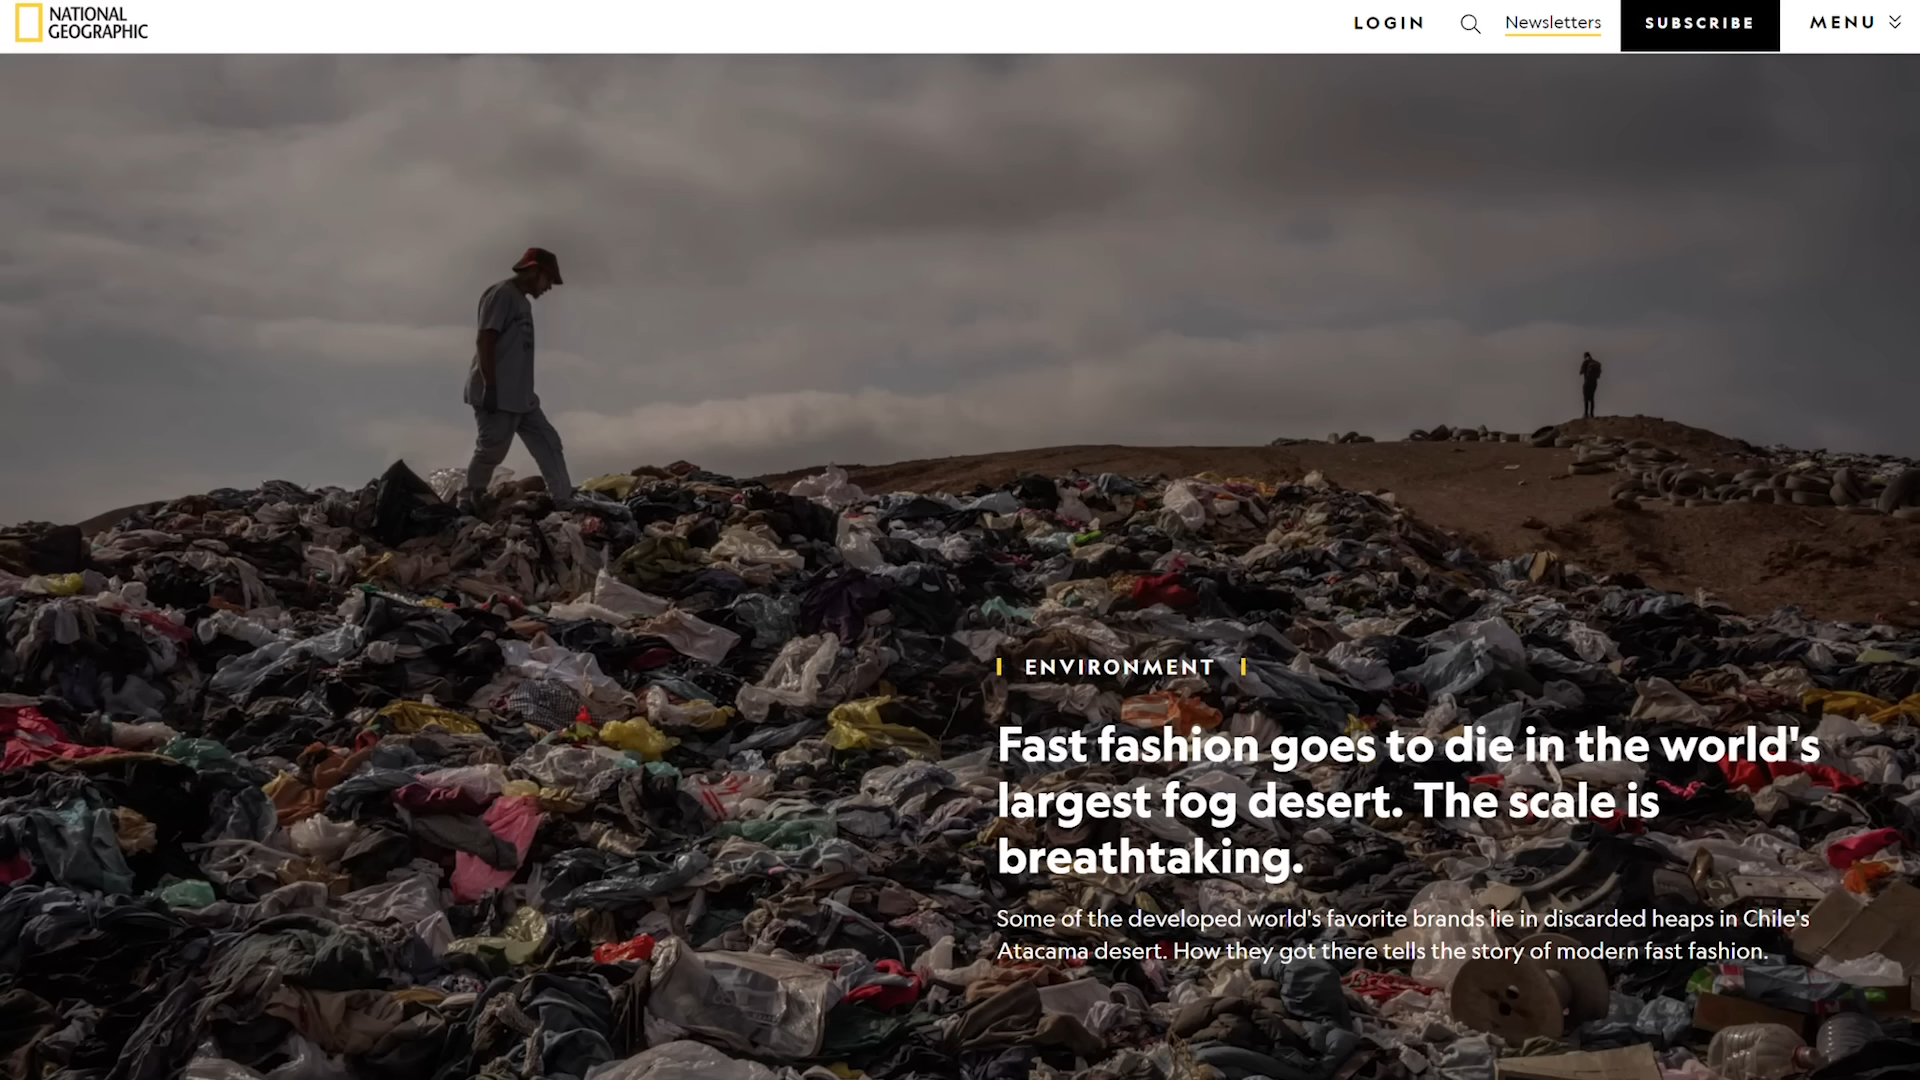 NATIONAL
GEOGRAPHIC
LOGIN
Newsletters
SUBSCRIBE
MENU
ENVIRONMENT
Fast fashion goes to die in the world's
largest fog desert. The scale is
breathtaking.
Some of the developed world's favorite brands lie in discarded heaps in Chile's
Atacama desert. How they got there tells the story of modern fast fashion.